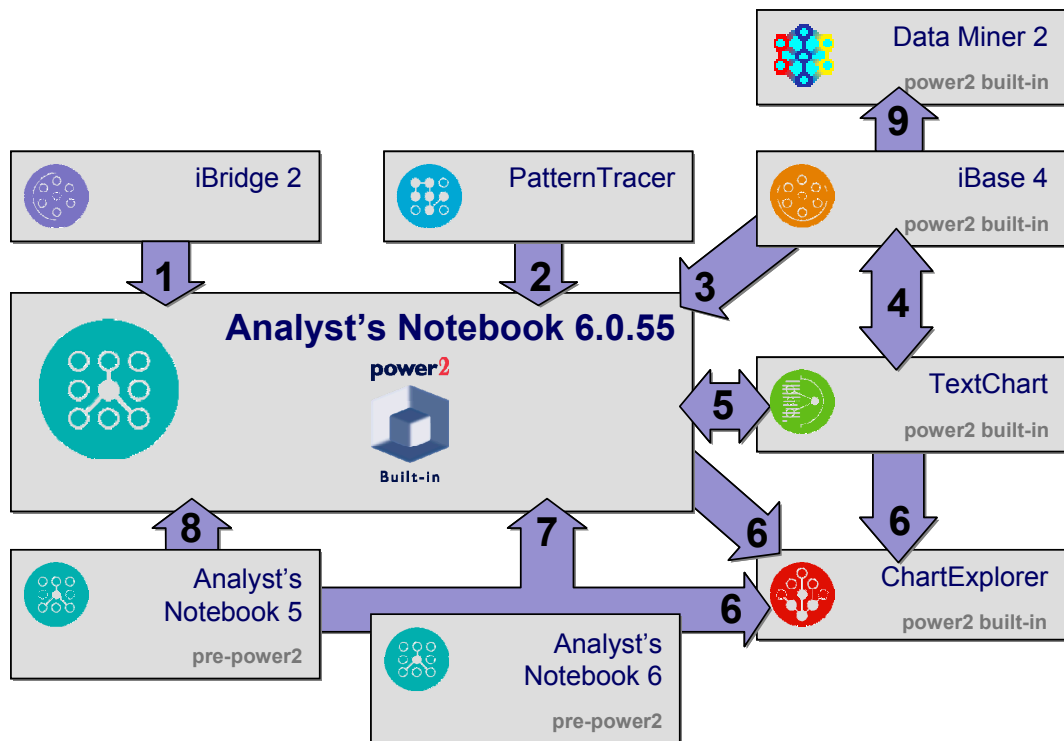 Data Miner 2
power2 built-in
9
iBridge 2
PatternTracer
iBase 4
power2 built-in
1
2
3
4
Analyst's Notebook 6.0.55
power2
Built-in
5
TextChart
power2 built-in
8
7
6
6
Analyst's
Notebook 5
pre-power2
6
ChartExplorer
power2 built-in
Analyst's
Notebook 6
pre-power2